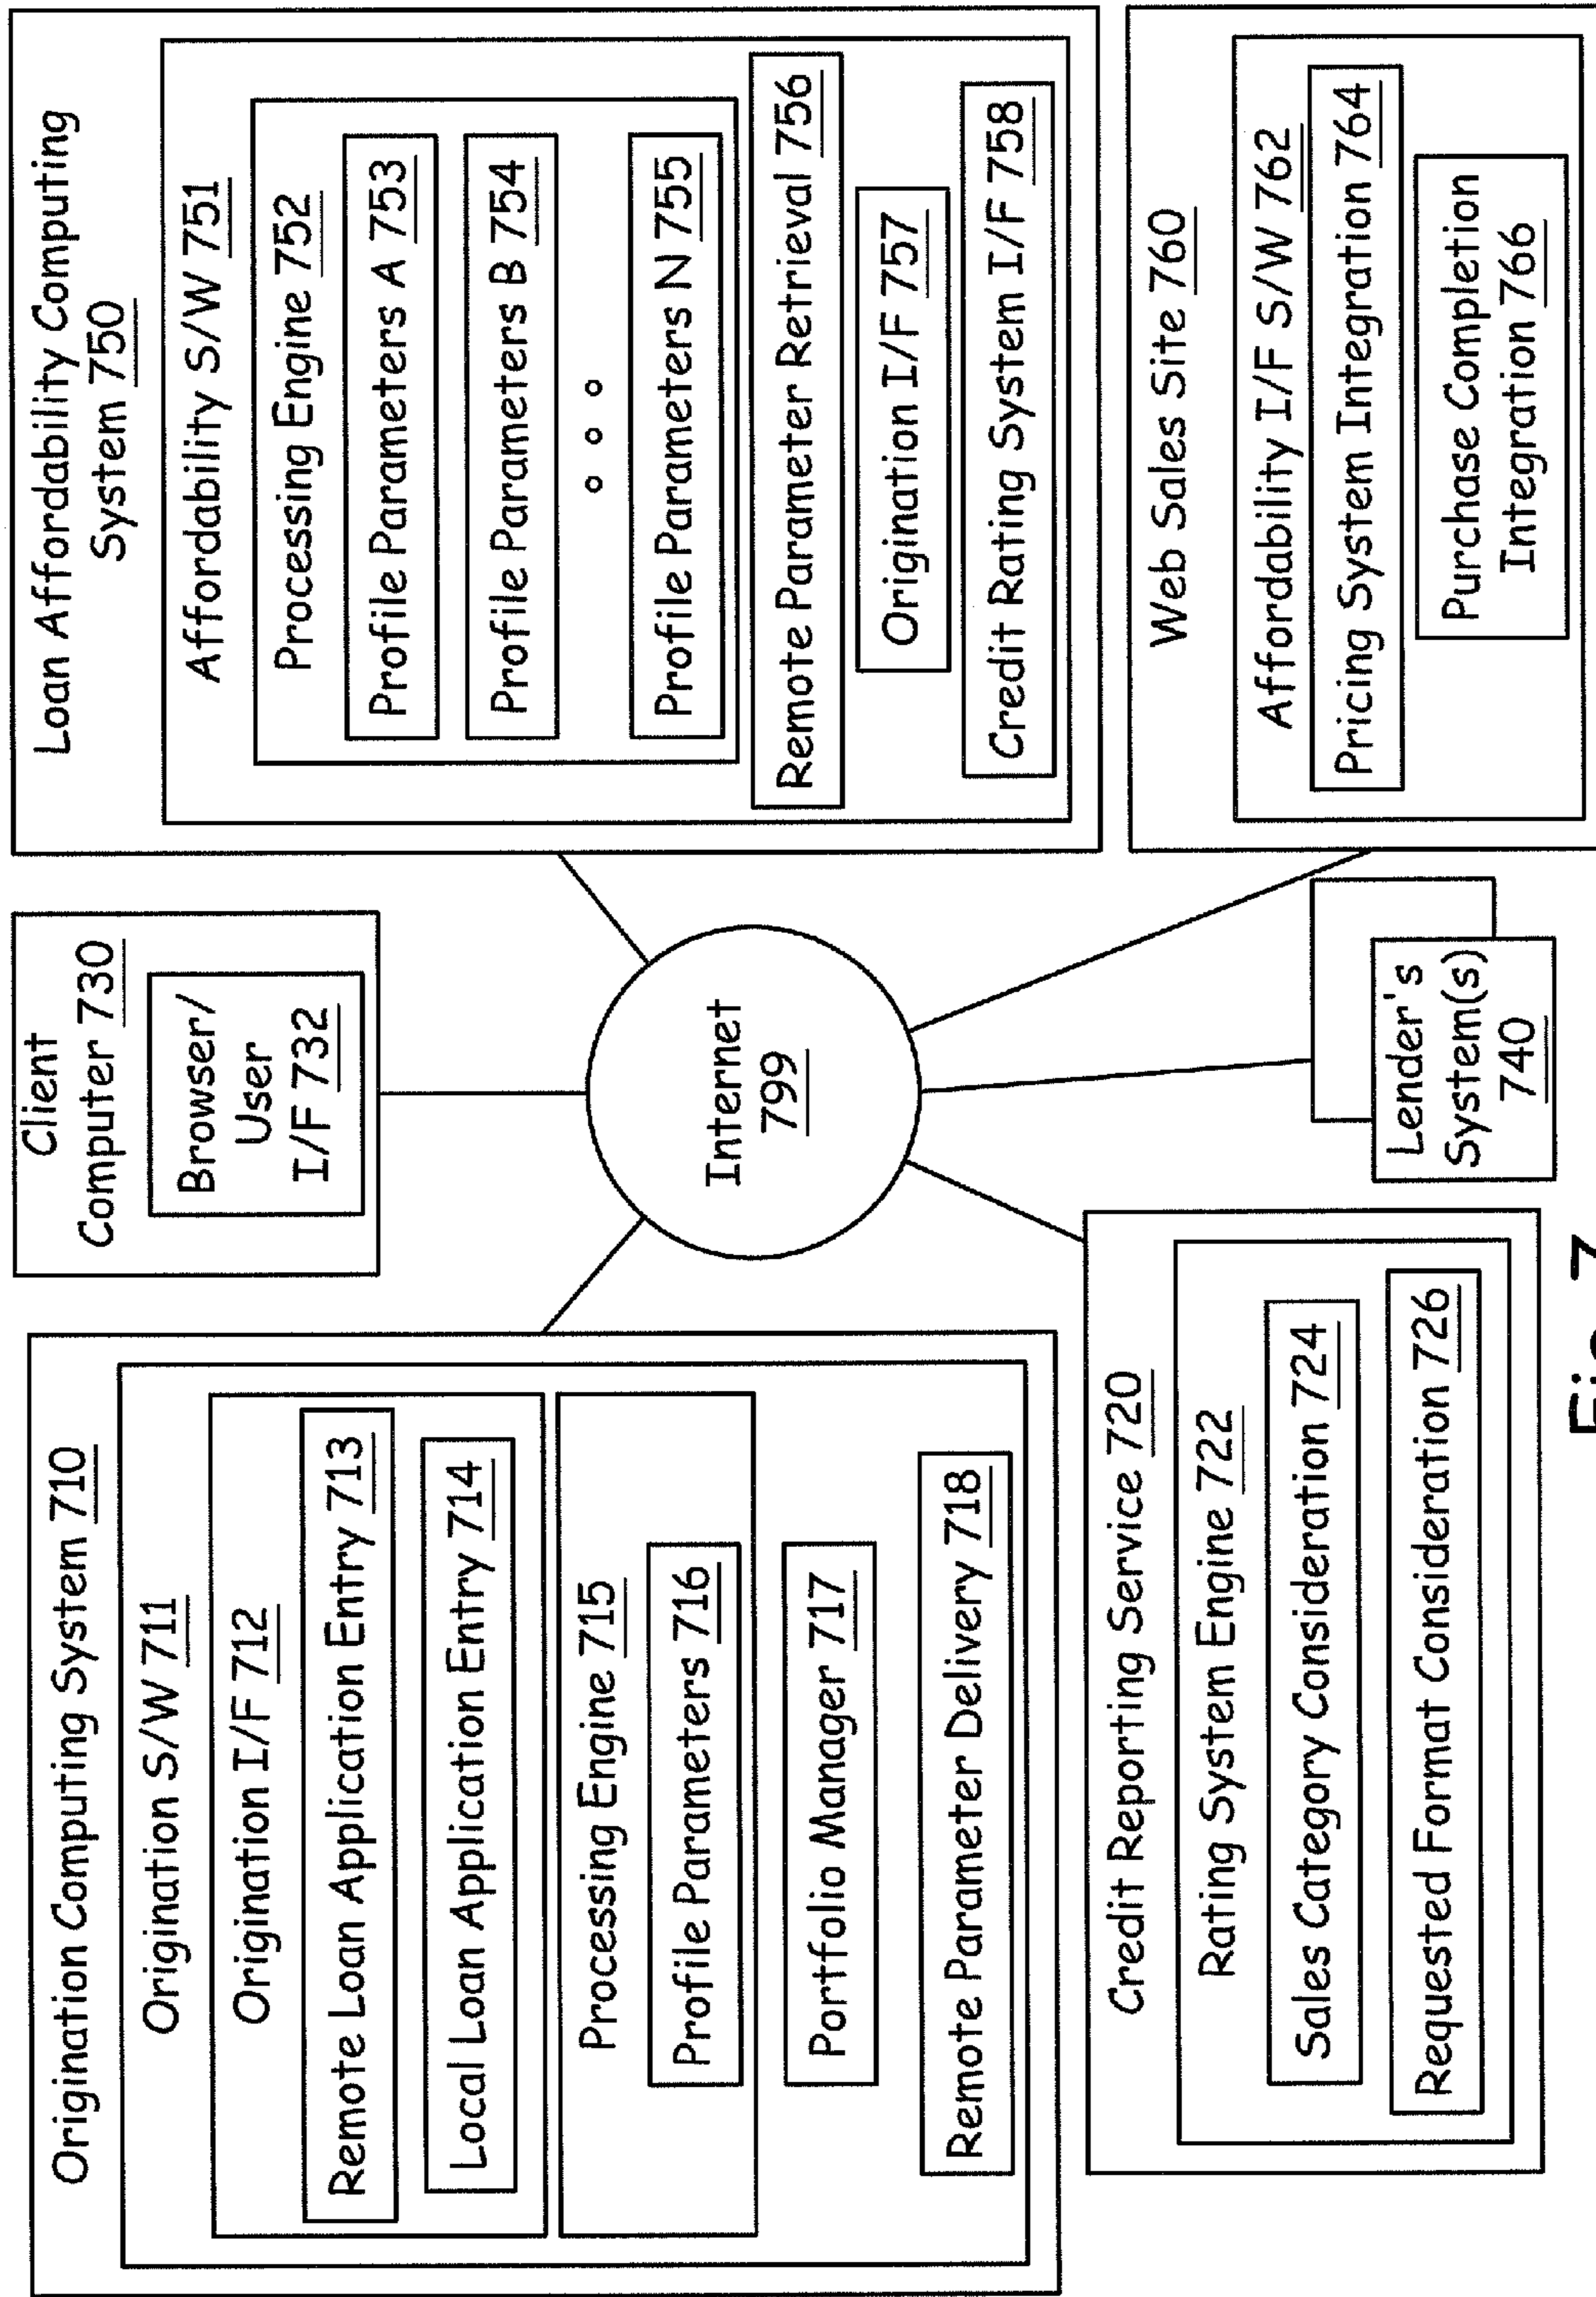 Origination Computing System 710
Origination S/W 711
Origination I/F 712
Remote Loan Application Entry 713
Local Loan Application Entry 714
Processing Engine 715
Profile Parameters 716
Portfolio Manager 717
Remote Parameter Delivery 718
Credit Reporting Service 720
Rating System Engine 722
Sales Category Consideration 724
Requested Format Consideration 726
Client
Computer 730
Browser/
User
I/F 732
Internet
799
Lender's
System(s)
740
Loan Affordability Computing
System 750
Affordability S/W 751
Processing Engine 752
Profile Parameters A 753
Profile Parameters B 754
Profile Parameters N 755
Remote Parameter Retrieval 756
Origination I/F 757
Credit Rating System I/F 758
Web Sales Site 760
Affordability I/F S/W 762
Pricing System Integration 764
Purchase Completion
Integration 766
Fig. 7